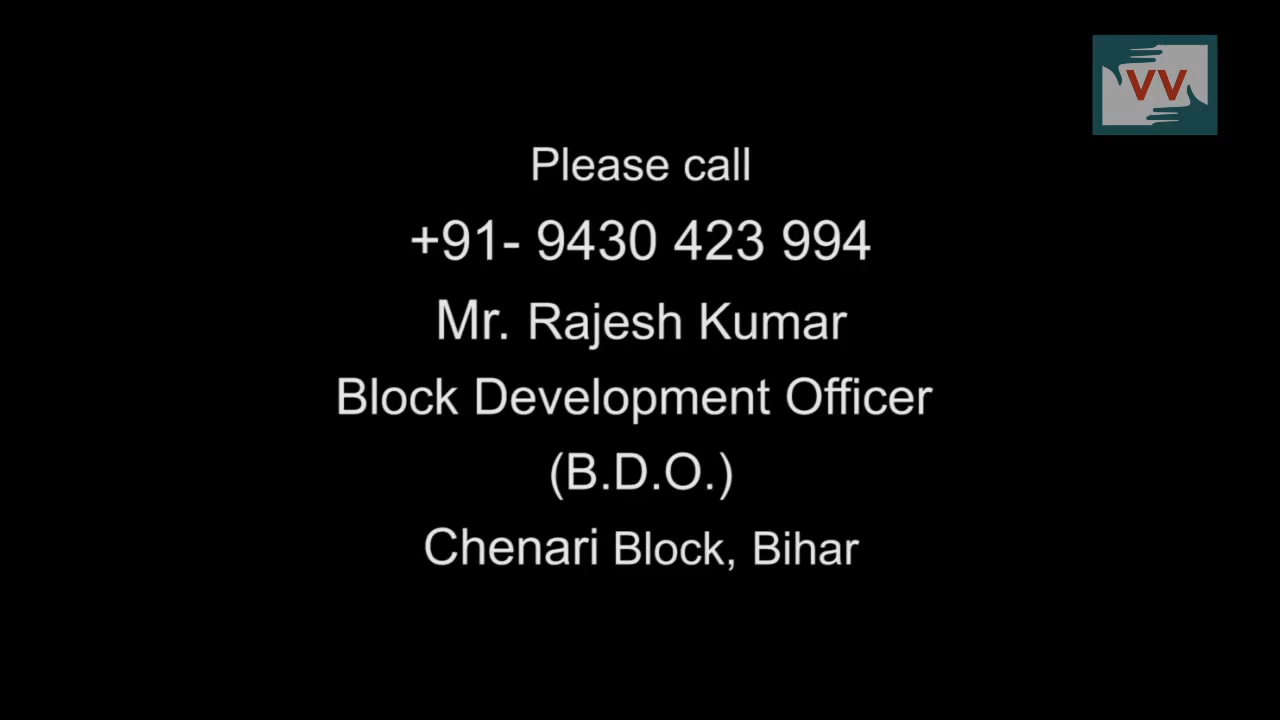 VV
Please call
+91- 9430 423 994
Mr. Rajesh Kumar
Block Development Officer
(B.D.O.)
Chenari Block, Bihar